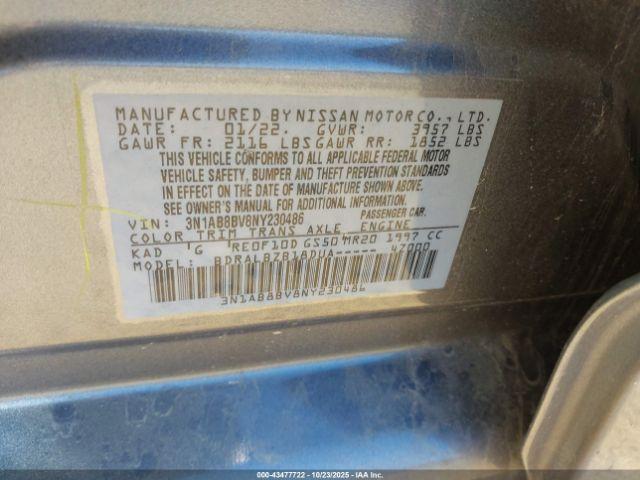 MANUFACTURED BY NISSAN MOTOR CO., LTD.
DATE: 01/22. GVWR: 3957 LBS
GAWR FR: 2116 LBS GAWR RR: 1852 LBS
THIS VEHICLE CONFORMS TO ALL APPLICABLE FEDERAL MOTOR
VEHICLE SAFETY, BUMPER AND THEFT PREVENTION STANDARDS
IN EFFECT ON THE DATE OF MANUFACTURE SHOWN ABOVE.
SEE OWNER'S MANUAL FOR ADDITIONAL INFORMATION.
VIN: 3N1AB8BV8NY230486 PASSENGER CAR.
COLOR TRIM TRANS AXLE ENGINE
KAD 'G RE0F10D GS50 MR20 1997 CC
MODEL: BDRALBZB18DUA----- 47000
3N1AB8BV8NY230486
000-43477722 - 10/23/2025 - IAA Inc.